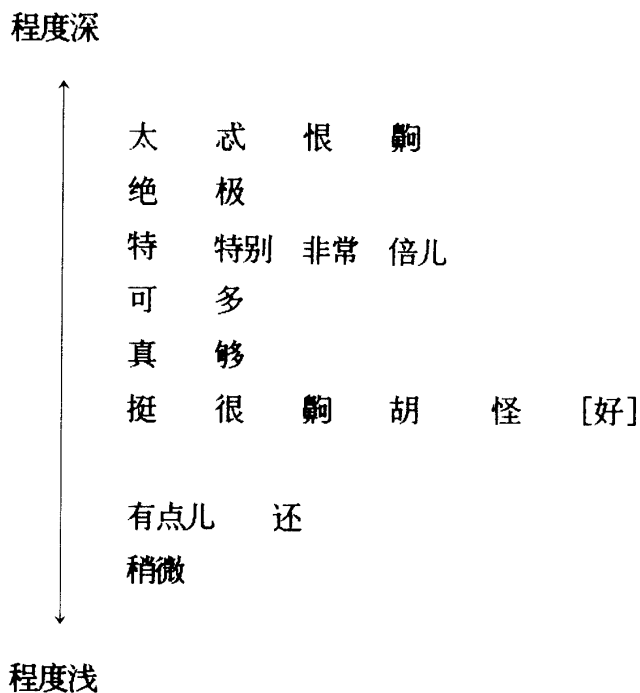 程度深
太 忒 恨 齁
绝 极
特 特别 非常 倍儿
可 多
真 够
挺 很 齁 胡 怪 [好]
有点儿 还
稍微
程度浅